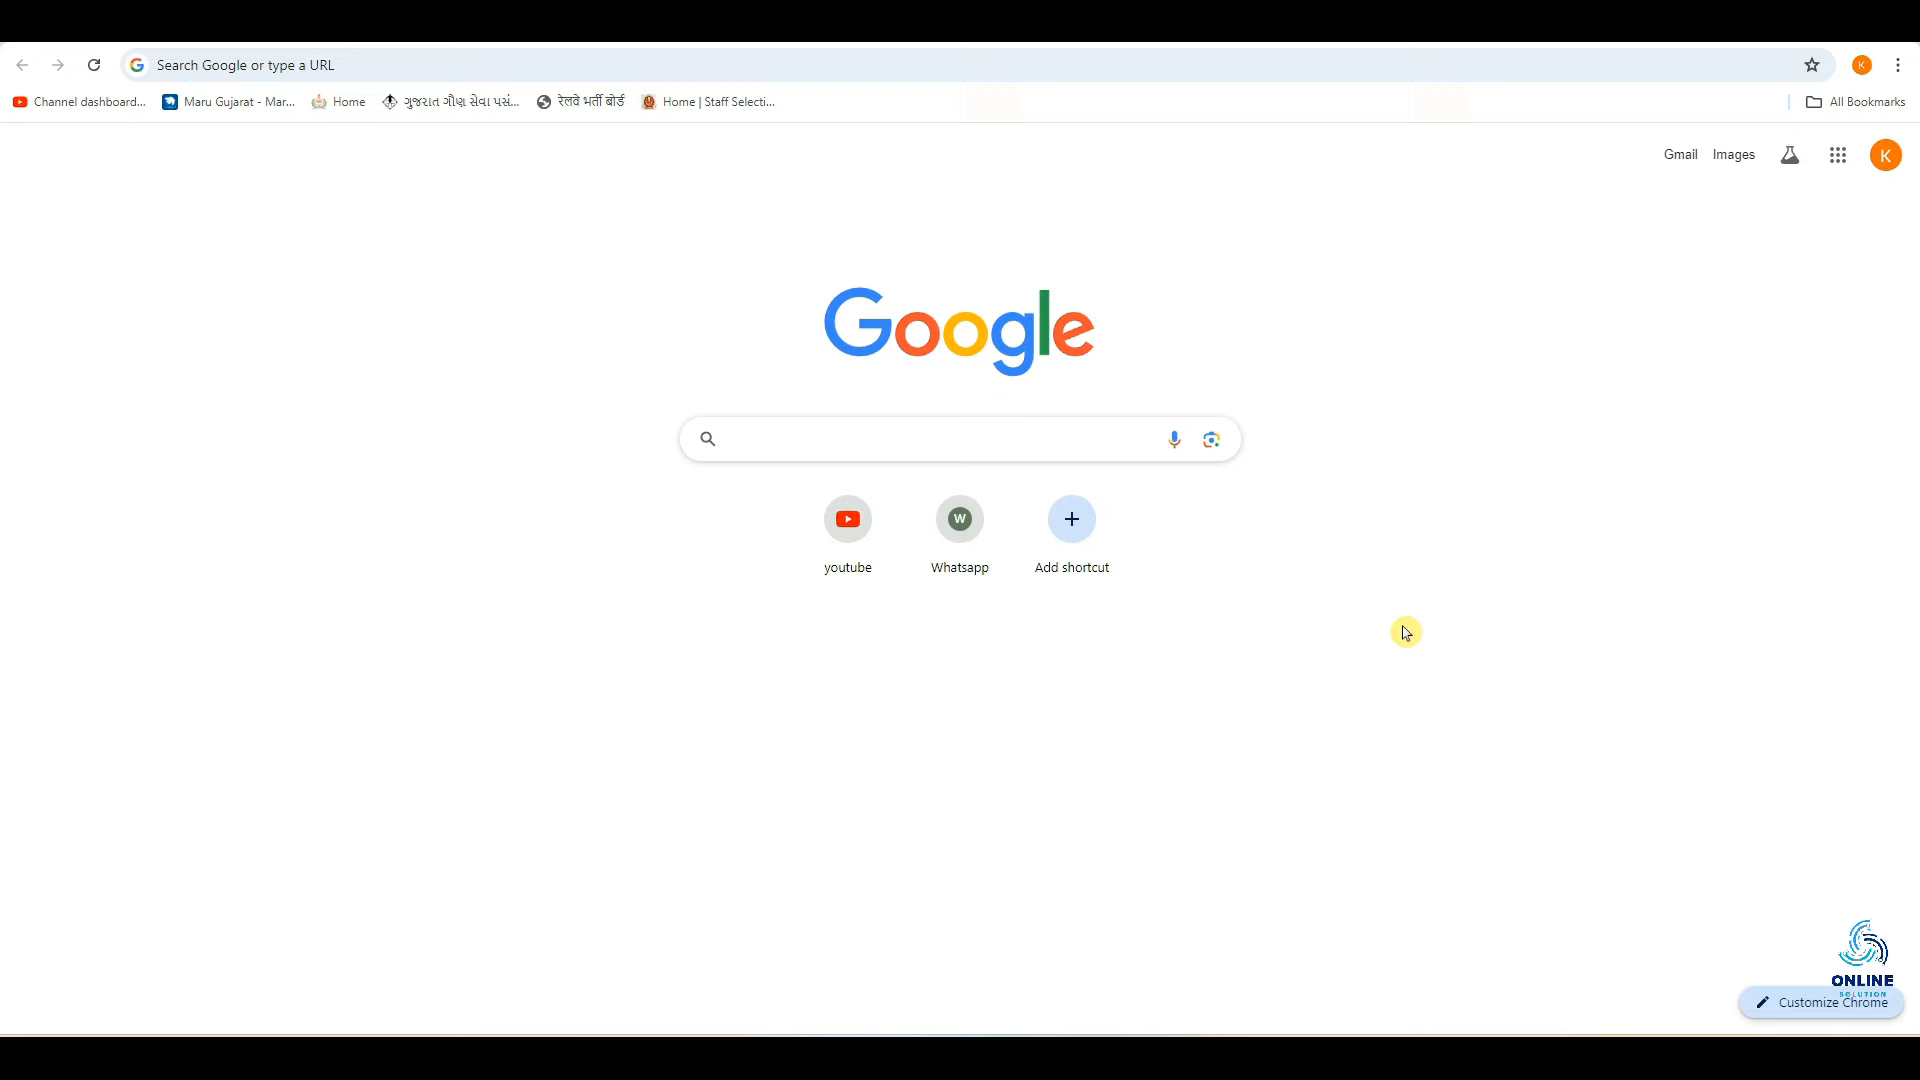 Search Google or type a URL
K
Channel dashboard...
Maru Gujarat - Mar...
Home
ગુજરાત ગૌણ સેવા પસં...
रेलवे भर्ती बोर्ड
Home | Staff Selecti...
All Bookmarks
Gmail
Images
K
Google
W
youtube
Whatsapp
Add shortcut
ONLINE
SOLUTION
Customize Chrome